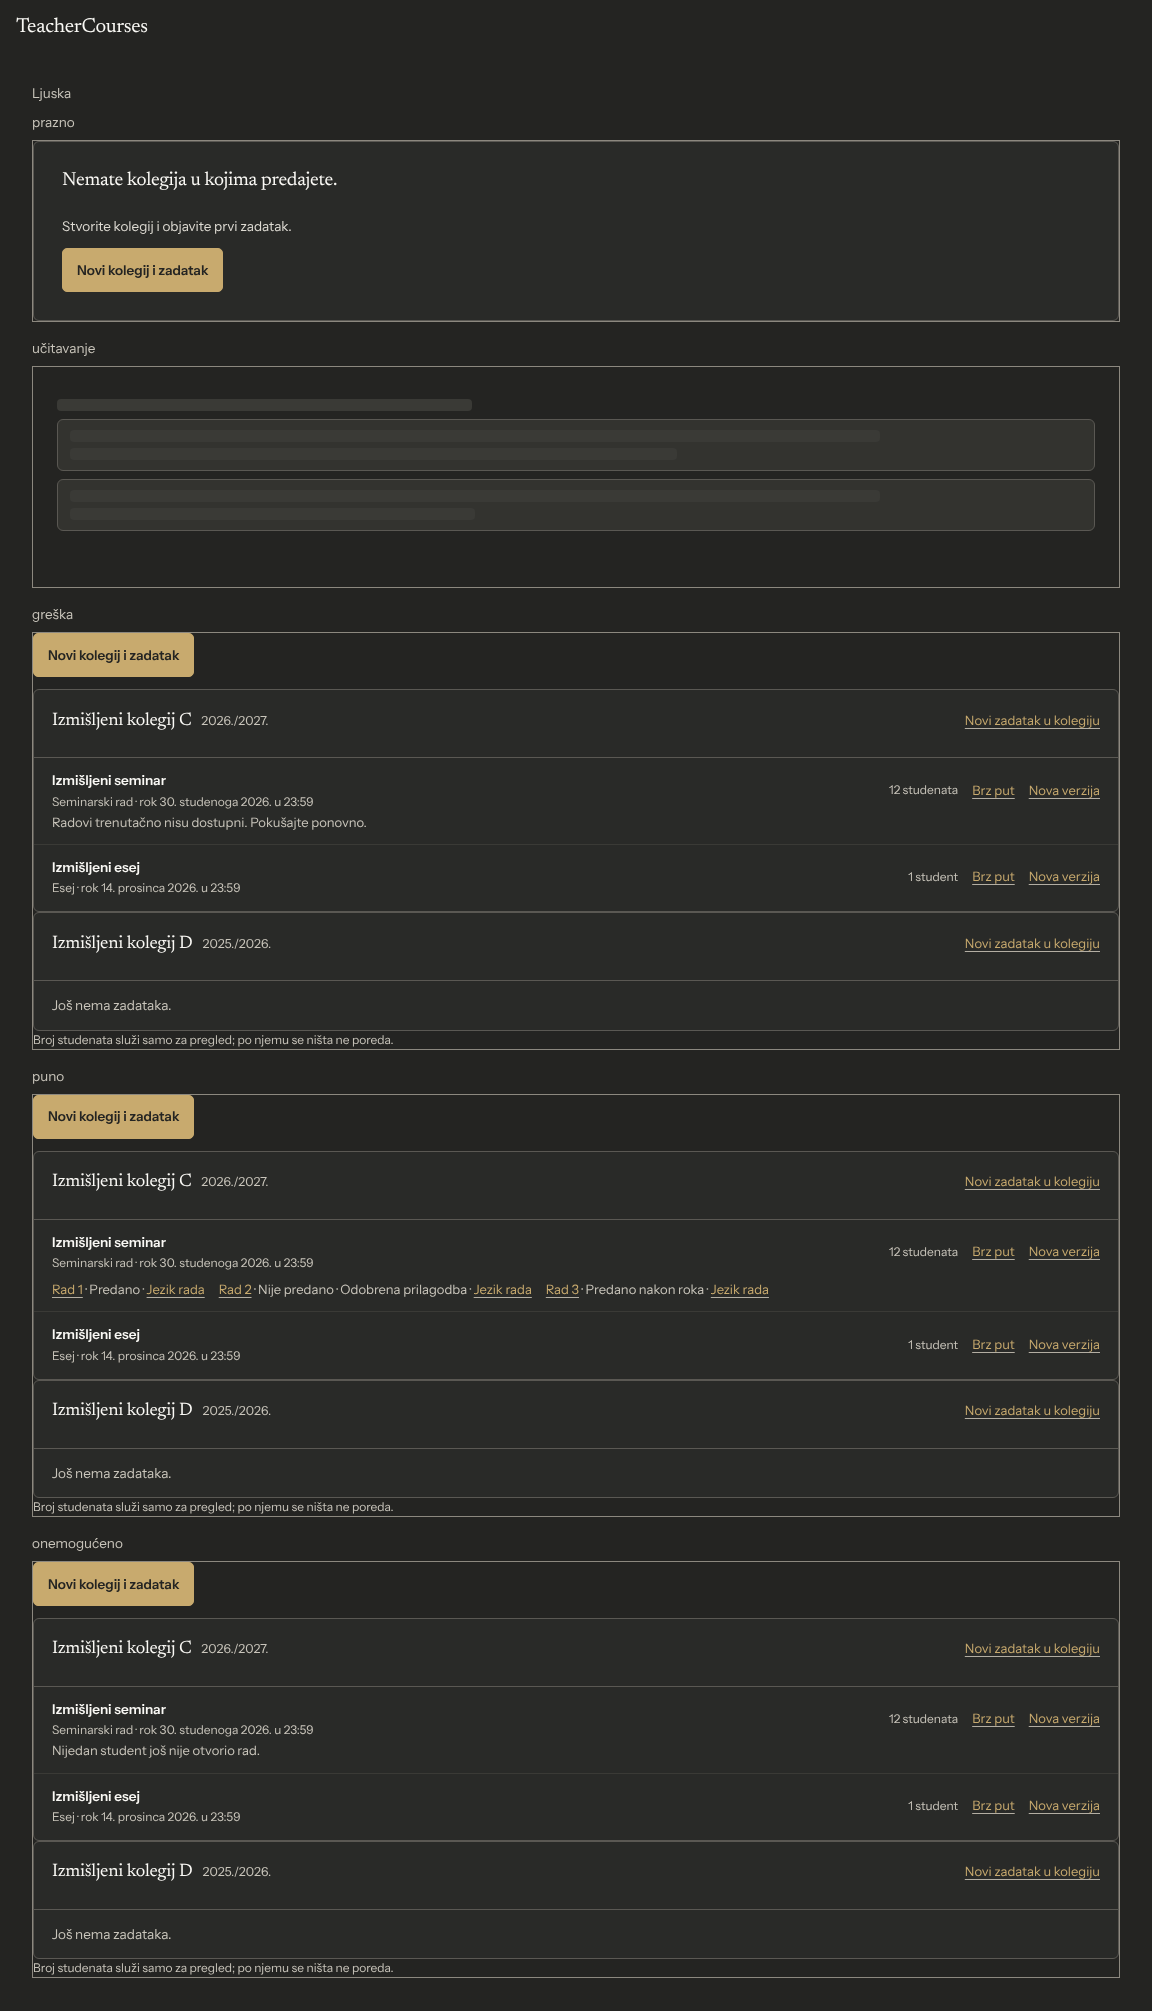 TeacherCourses
Ljuska
prazno
Nemate kolegija u kojima predajete.
Stvorite kolegij i objavite prvi zadatak.
Novi kolegij i zadatak
učitavanje
greška
Novi kolegij i zadatak
Izmišljeni kolegij C 2026./2027. Novi zadatak u kolegiju
Izmišljeni seminar
Seminarski rad · rok 30. studenoga 2026. u 23:59
12 studenata Brz put Nova verzija
Radovi trenutačno nisu dostupni. Pokušajte ponovno.
Izmišljeni esej
Esej · rok 14. prosinca 2026. u 23:59
1 student Brz put Nova verzija
Izmišljeni kolegij D 2025./2026. Novi zadatak u kolegiju
Još nema zadataka.
Broj studenata služi samo za pregled; po njemu se ništa ne poreda.
puno
Novi kolegij i zadatak
Izmišljeni kolegij C 2026./2027. Novi zadatak u kolegiju
Izmišljeni seminar
Seminarski rad · rok 30. studenoga 2026. u 23:59
12 studenata Brz put Nova verzija
Rad 1 · Predano · Jezik rada Rad 2 · Nije predano · Odobrena prilagodba · Jezik rada Rad 3 · Predano nakon roka · Jezik rada
Izmišljeni esej
Esej · rok 14. prosinca 2026. u 23:59
1 student Brz put Nova verzija
Izmišljeni kolegij D 2025./2026. Novi zadatak u kolegiju
Još nema zadataka.
Broj studenata služi samo za pregled; po njemu se ništa ne poreda.
onemogućeno
Novi kolegij i zadatak
Izmišljeni kolegij C 2026./2027. Novi zadatak u kolegiju
Izmišljeni seminar
Seminarski rad · rok 30. studenoga 2026. u 23:59
12 studenata Brz put Nova verzija
Nijedan student još nije otvorio rad.
Izmišljeni esej
Esej · rok 14. prosinca 2026. u 23:59
1 student Brz put Nova verzija
Izmišljeni kolegij D 2025./2026. Novi zadatak u kolegiju
Još nema zadataka.
Broj studenata služi samo za pregled; po njemu se ništa ne poreda.